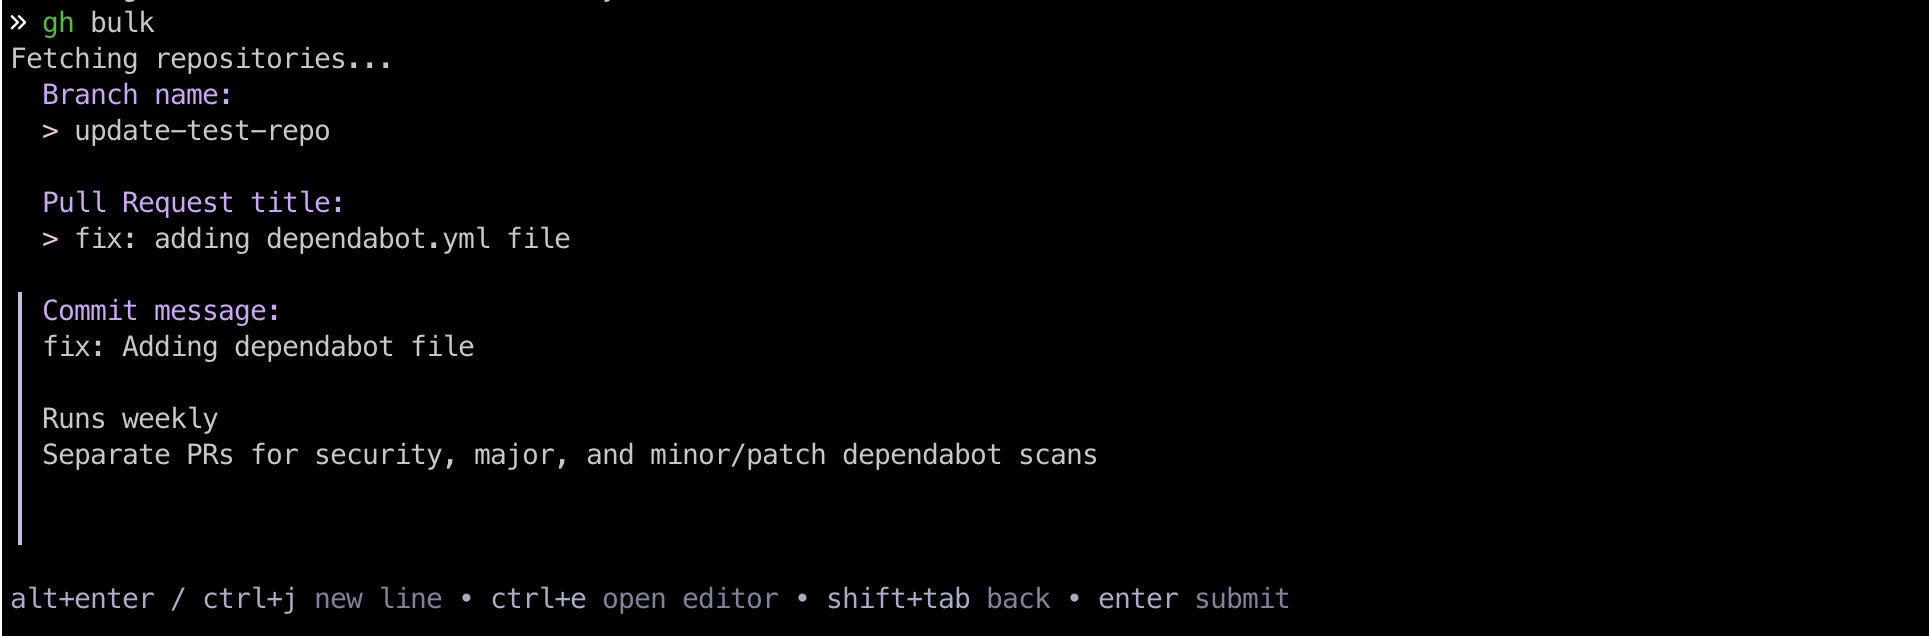 » gh bulk
Fetching repositories...
Branch name:
> update-test-repo
Pull Request title:
> fix: adding dependabot.yml file
Commit message:
fix: Adding dependabot file
Runs weekly
Separate PRs for security, major, and minor/patch dependabot scans
alt+enter / ctrl+j new line • ctrl+e open editor • shift+tab back • enter submit